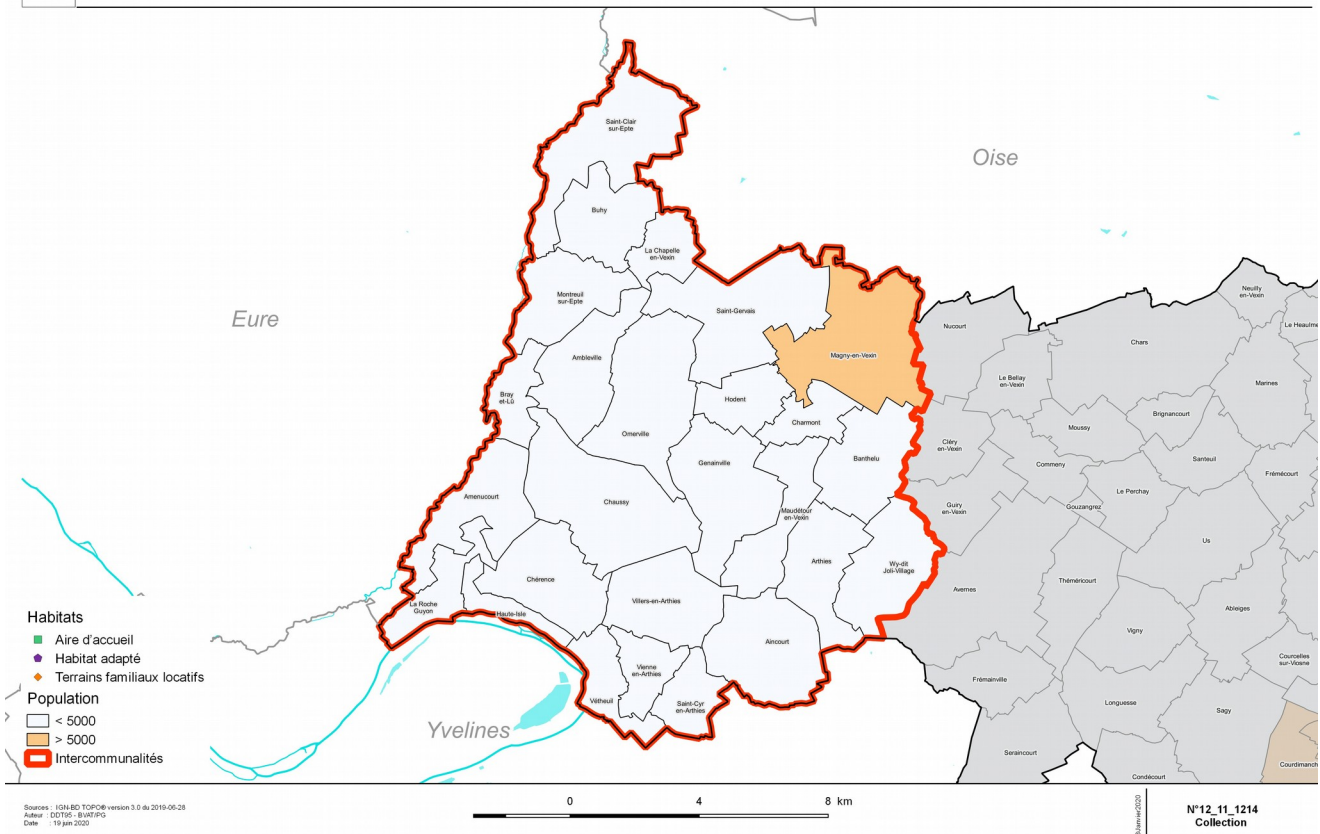 Saint-Clair
sur-Epte
Oise
Buhy
La Chapelle
en-Vexin
Neuilly
en-Vexin
Montreuil
sur-Epte
Saint-Gervais
Eure
Nucourt
Le Heaulme
Chars
Ambleville
Magny-en-Vexin
Le Bellay
en-Vexin
Marines
Bray
et-Lû
Hodent
Brignancourt
Charmont
Moussy
Omerville
Cléry
en-Vexin
Genainville
Banthelu
Santeuil
Commeny
Frémécourt
Amenucourt
Le Perchay
Chaussy
Gouzangrez
Guiry
en-Vexin
Maudétour
en-Vexin
Us
Arthies
Wy-dit
Joli-Village
Chérence
Théméricourt
Avernes
Villers-en-Arthies
La Roche
Guyon
Haute-Isle
Ableiges
Vigny
Aincourt
Courcelles
sur-Viosne
Vienne
en-Arthies
Frémainville
Vétheuil
Saint-Cyr
en-Arthies
Longuesse
Sagy
Yvelines
Seraincourt
Courdimanch
Condécourt
Habitats
Aire d'accueil
Habitat adapté
Terrains familiaux locatifs
Population
< 5000
> 5000
Intercommunalités
Sources : IGN-BD TOPO® version 3.0 du 2019-06-28
Auteur : DDT95 - BVAT/PG
Date : 19 juin 2020
0 4 8 km
N°12_11_1214
Collection